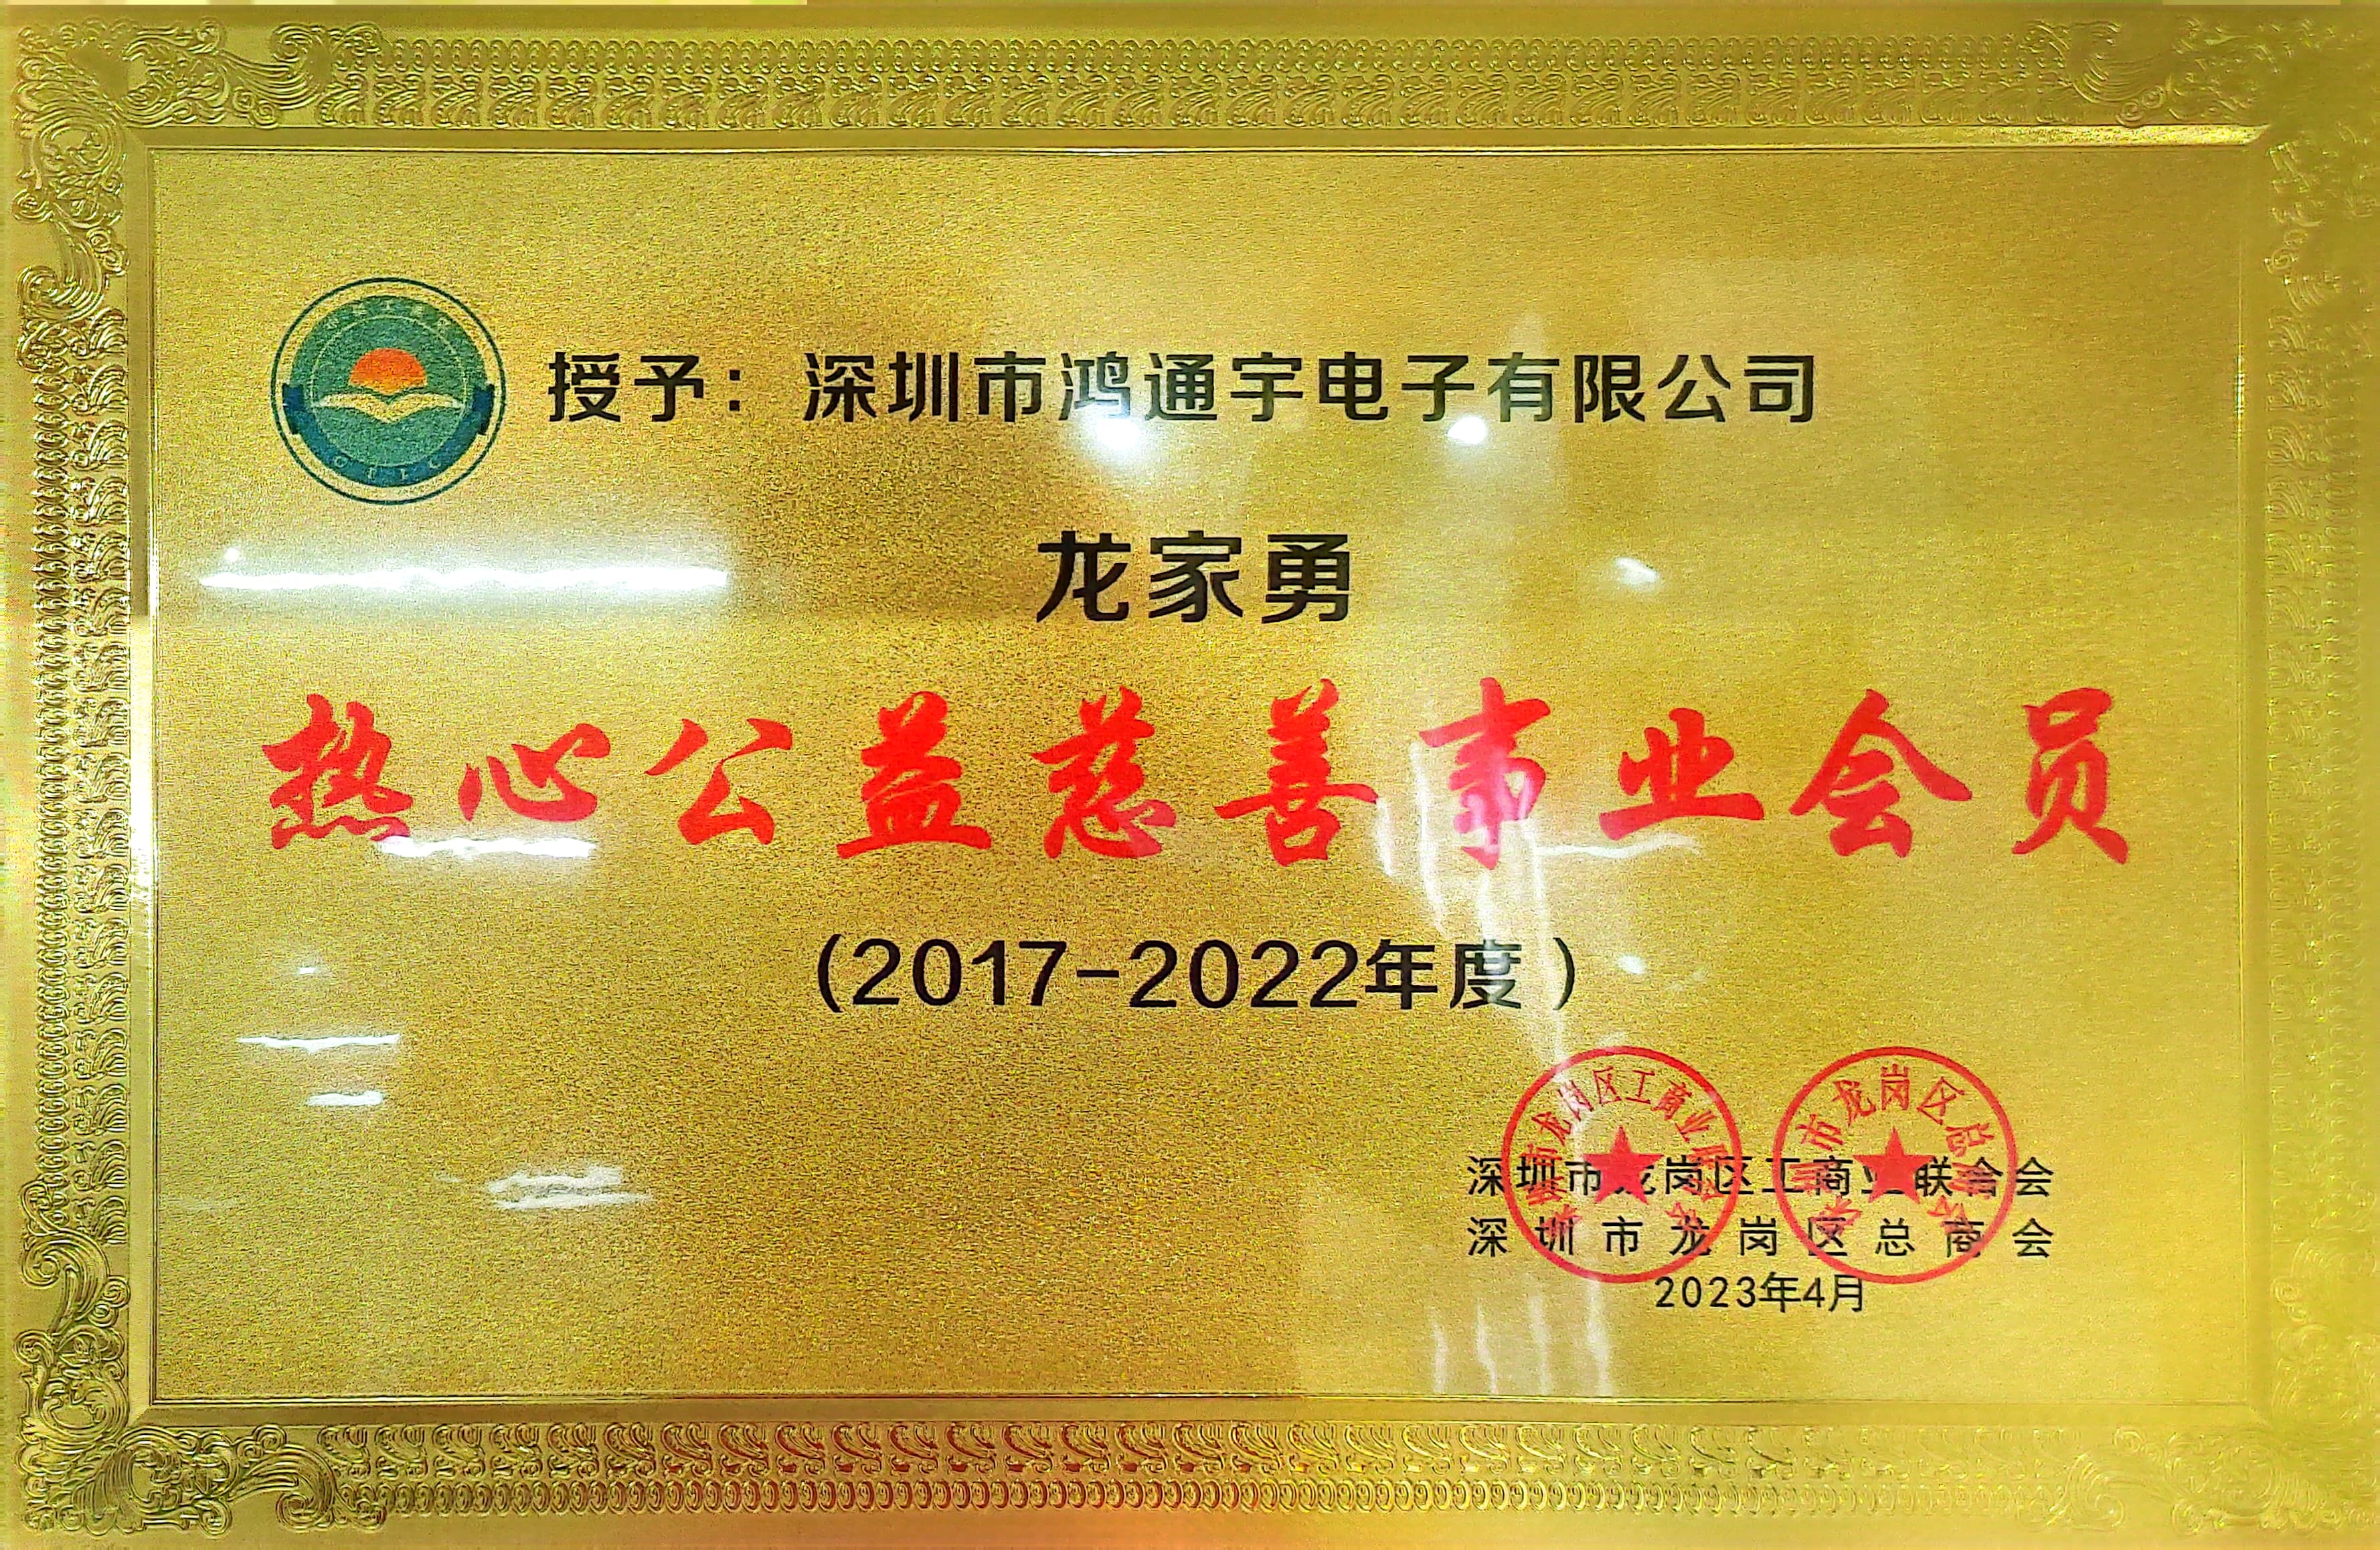 授予：深圳市鸿通宇电子有限公司
龙家勇
热心公益慈善事业会员
（2017-2022年度）
深圳市龙岗区工商业联合会
深圳市龙岗区总商会
2023年4月